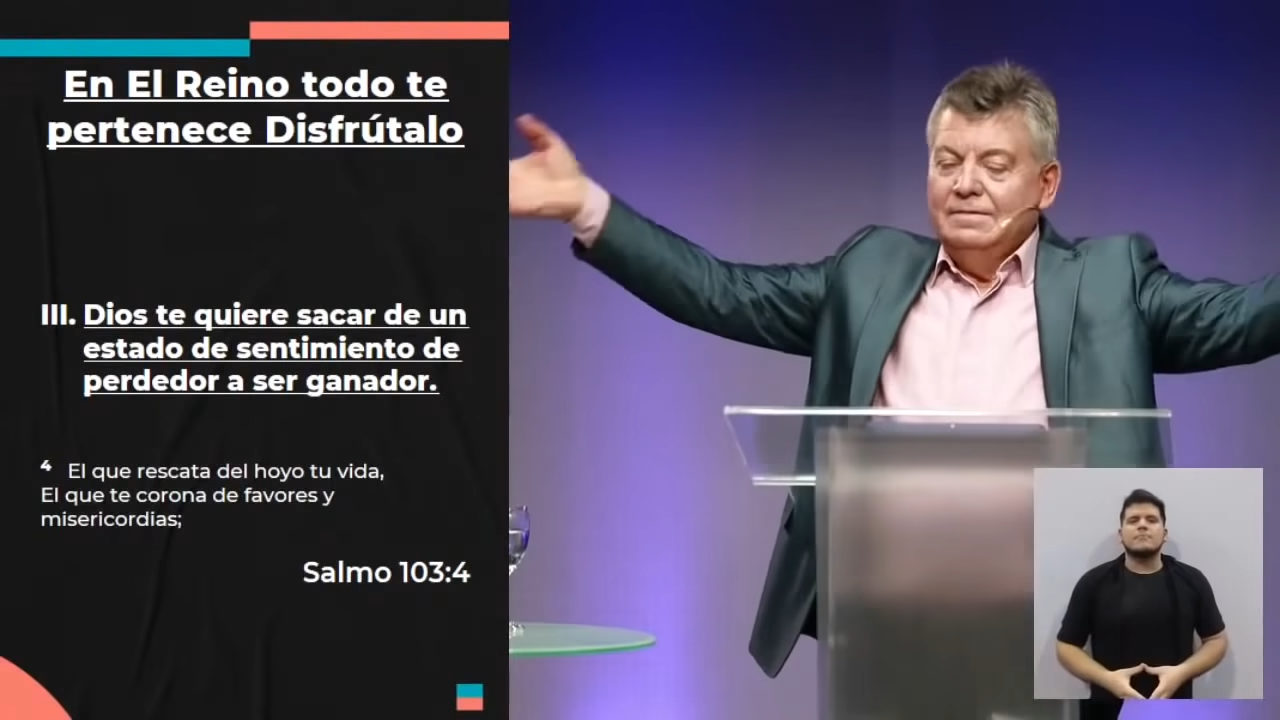 En El Reino todo te
pertenece Disfrútalo
III. Dios te quiere sacar de un
estado de sentimiento de
perdedor a ser ganador.
4 El que rescata del hoyo tu vida,
El que te corona de favores y
misericordias;
Salmo 103:4